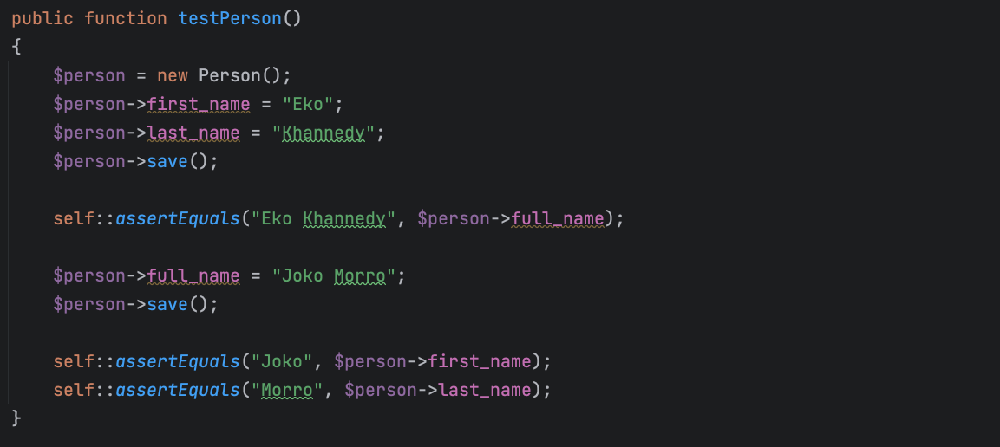 public function testPerson()
{
    $person = new Person();
    $person->first_name = "Eko";
    $person->last_name = "Khannedy";
    $person->save();

    self::assertEquals("Eko Khannedy", $person->full_name);

    $person->full_name = "Joko Morro";
    $person->save();

    self::assertEquals("Joko", $person->first_name);
    self::assertEquals("Morro", $person->last_name);
}